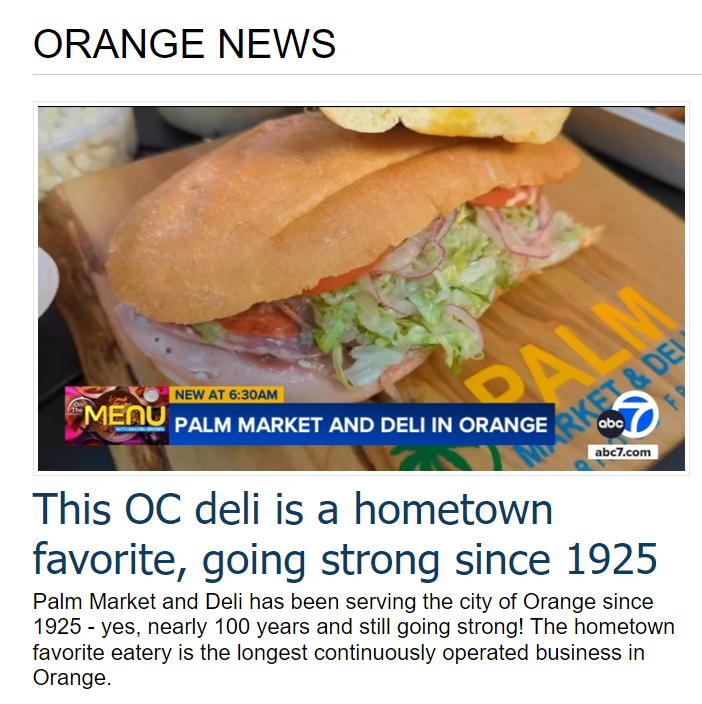 ORANGE NEWS
On The
MENU
WITH RACHEL BROWN
NEW AT 6:30AM
PALM MARKET AND DELI IN ORANGE
PALM
MARKET & DELI
abc 7
abc7.com
This OC deli is a hometown
favorite, going strong since 1925
Palm Market and Deli has been serving the city of Orange since
1925 - yes, nearly 100 years and still going strong! The hometown
favorite eatery is the longest continuously operated business in
Orange.